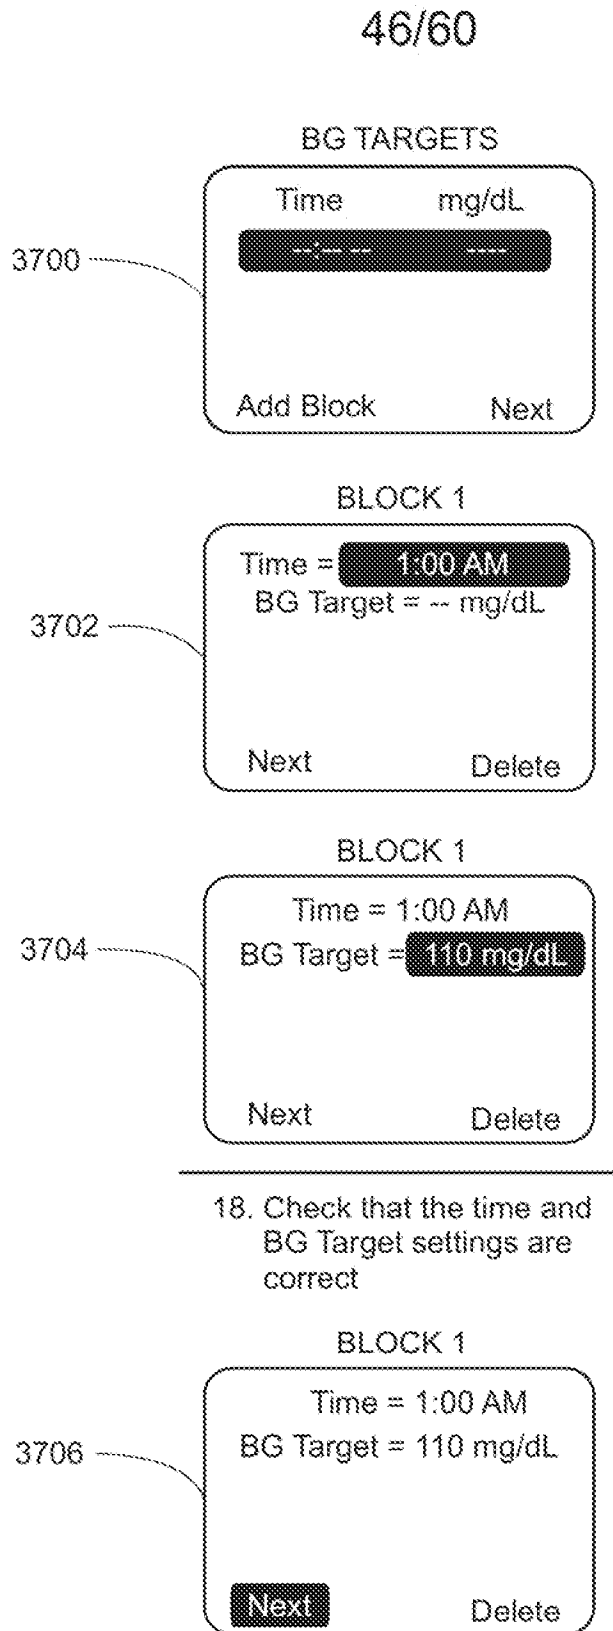 46/60
BG TARGETS
Time mg/dL
--:-- -- ---
3700
Add Block Next
BLOCK 1
Time = 1:00 AM
BG Target = -- mg/dL
3702
Next Delete
BLOCK 1
Time = 1:00 AM
3704
BG Target = 110 mg/dL
Next Delete
18. Check that the time and
BG Target settings are
correct
BLOCK 1
Time = 1:00 AM
BG Target = 110 mg/dL
3706
Next Delete